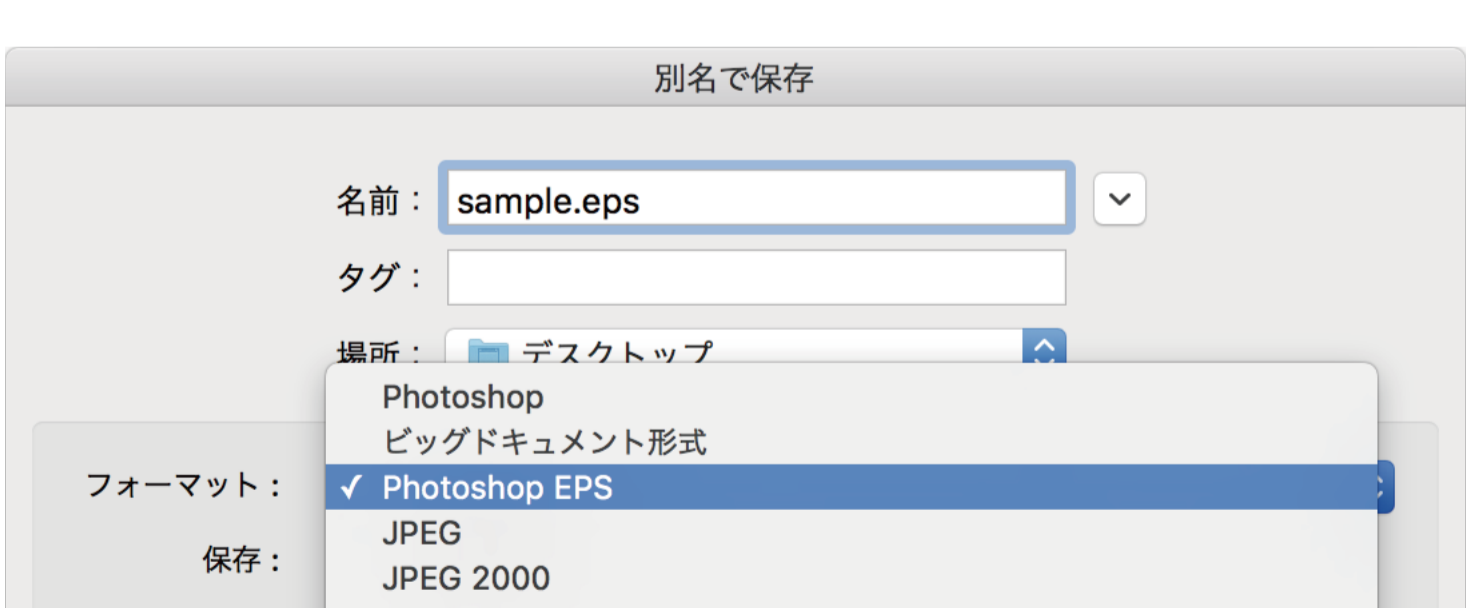 別名で保存
名前：
sample.eps
タグ：
場所：
デスクトップ
Photoshop
ビッグドキュメント形式
フォーマット：
✓ Photoshop EPS
JPEG
保存：
JPEG 2000